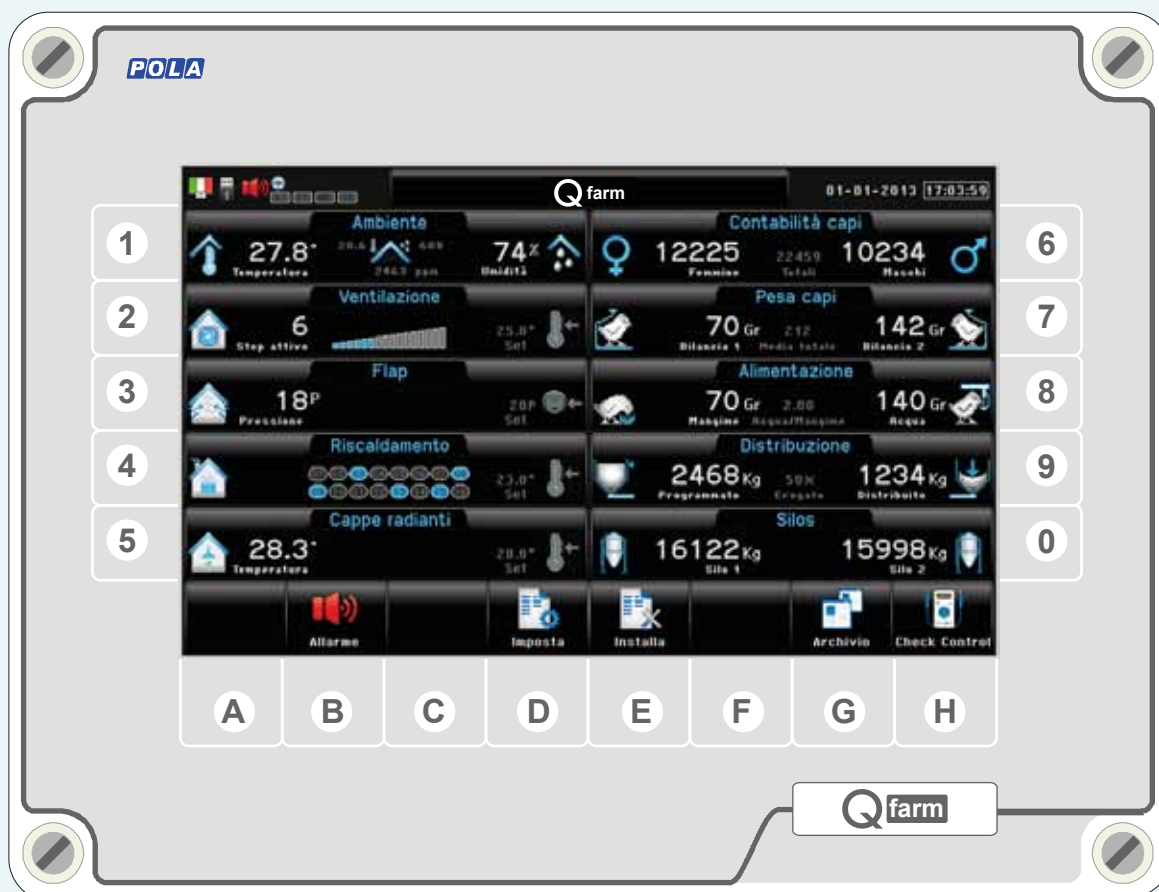 POLA
Q farm
01-01-2013 17:03:59
1
Ambiente
27.8°
Temperatura
74%
Umidità
2
Ventilazione
6
Step attivo
25.0°
Set
3
Flap
18P
Pressione
20P
Set
4
Riscaldamento
23.0°
Set
5
Cappe radianti
28.3°
Temperatura
28.0°
Set
6
Contabilità capi
12225
Femmine
22459
Totali
10234
Maschi
7
Pesa capi
70 Gr
Bilancia 1
212
Media totale
142 Gr
Bilancia 2
8
Alimentazione
70 Gr
Mangime
2.00
Acqua/Mangime
140 Gr
Acqua
9
Distribuzione
2468 Kg
Programmato
50%
Erogato
1234 Kg
Distribuito
0
Silos
16122 Kg
Silo 1
15998 Kg
Silo 2
Allarme
Imposta
Installa
Archivio
Check Control
A B C D E F G H
Q farm